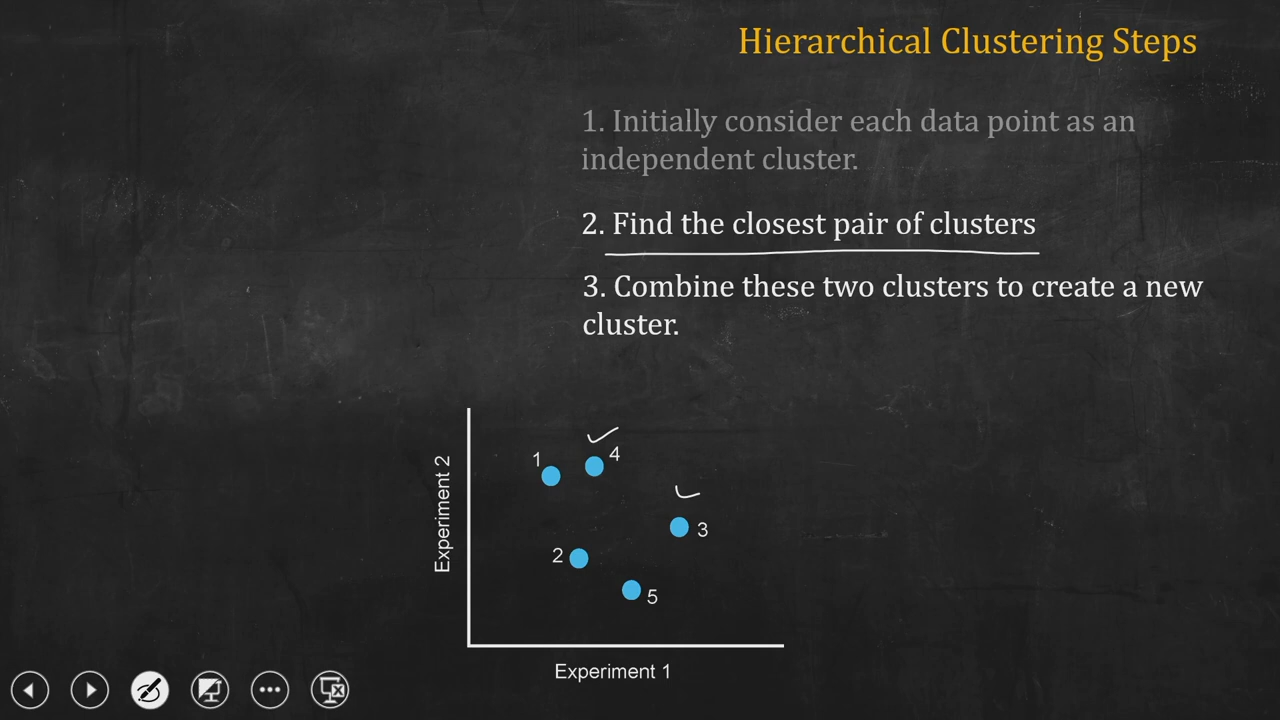 Hierarchical Clustering Steps
1. Initially consider each data point as an
independent cluster.
2. Find the closest pair of clusters
3. Combine these two clusters to create a new
cluster.
1
4
3
2
5
Experiment 2
Experiment 1